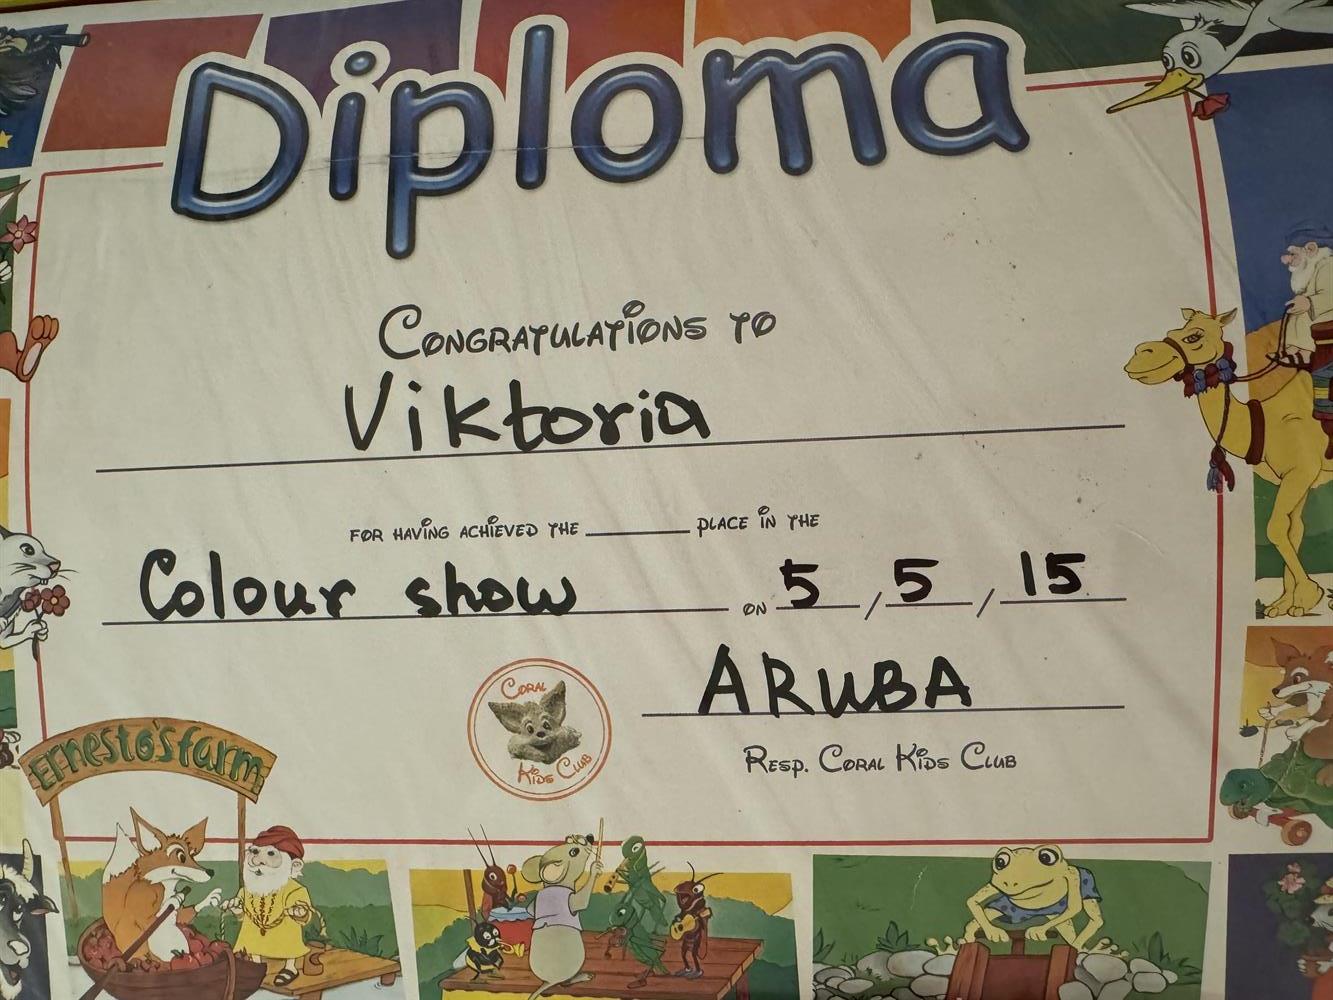 Diploma
CONGRATULATIONS TO
Viktoria
FOR HAVING ACHIEVED THE ________ PLACE IN THE
Colour show ON 5 / 5 / 15
ARUBA
CORAL
KIDS CLUB
RESP. CORAL KIDS CLUB
Ernesto's farm